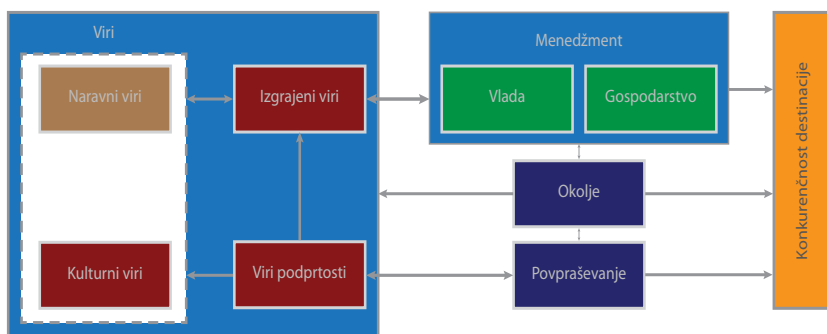 Viri
Naravni viri
Izgrajeni viri
Kulturni viri
Viri podprtosti
Menedžment
Vlada
Gospodarstvo
Okolje
Povpraševanje
Konkurenčnost destinacije